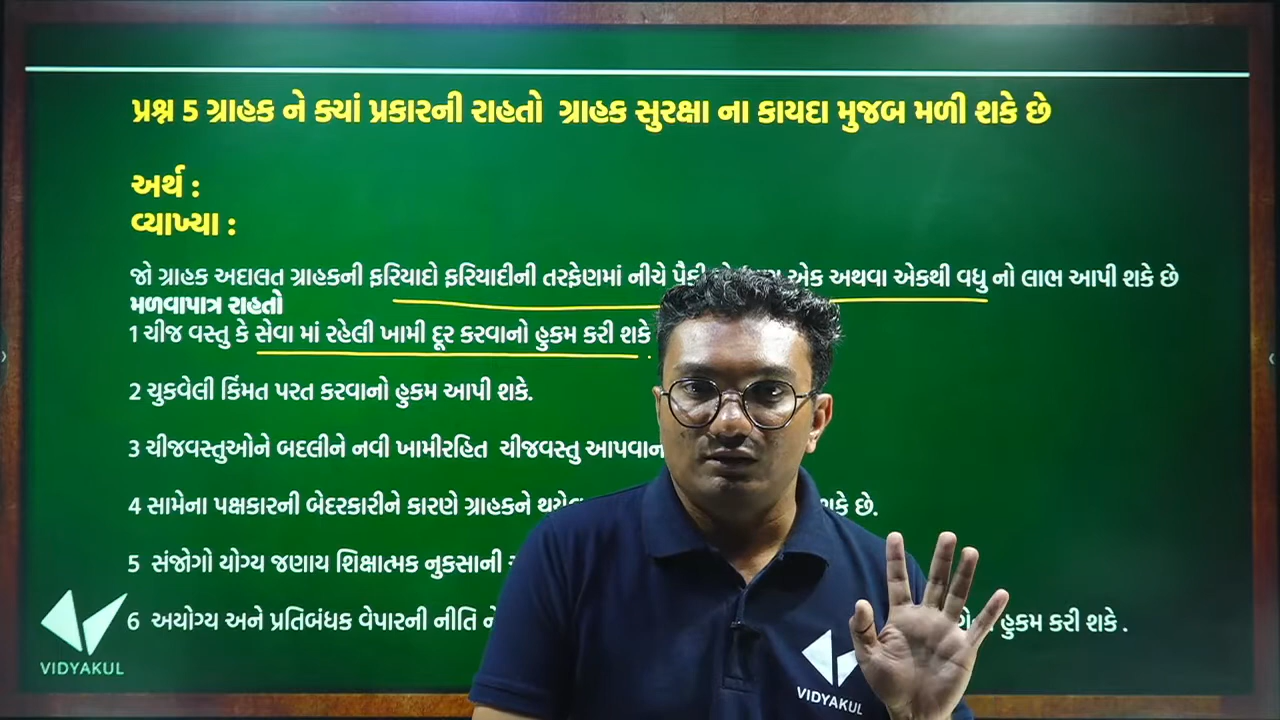 પ્રશ્ન 5 ગ્રાહક ને ક્યાં પ્રકારની રાહતો ગ્રાહક સુરક્ષા ના કાયદા મુજબ મળી શકે છે
અર્થ :
વ્યાખ્યા :
જો ગ્રાહક અદાલત ગ્રાહકની ફરિયાદો ફરિયાદીની તરફેણમાં નીચે એક અથવા એકથી વધુ નો લાભ આપી શકે છે
મળવાપાત્ર રાહતો
1 ચીજ વસ્તુ કે સેવા માં રહેલી ખામી દૂર કરવાનો હુકમ કરી શકે
2 ચુકવેલી કિંમત પરત કરવાનો હુકમ આપી શકે.
3 ચીજવસ્તુઓને બદલીને નવી ખામીરહિત ચીજવસ્તુ
4 સામેના પક્ષકારની બેદરકારીને કારણે ગ્રાહકને છે.
5 સંજોગો યોગ્ય જણાય શિક્ષાત્મક નુકસાની
6 અયોગ્ય અને પ્રતિબંધક વેપારની નીતિ હુકમ કરી શકે .
VIDYAKUL
VIDYAKUL